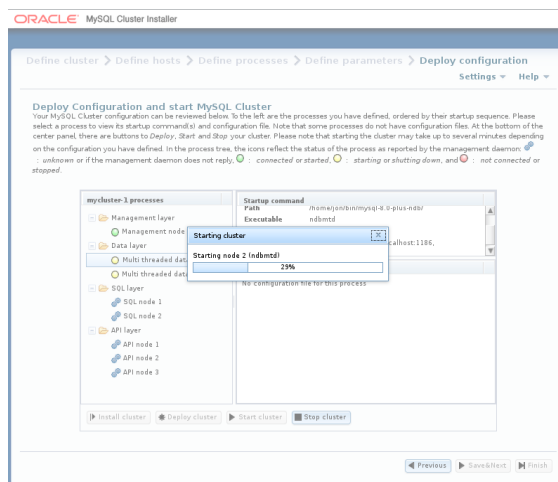 ORACLE MySQL Cluster Installer
Define cluster Define hosts Define processes Define parameters Deploy configuration
Settings Help
Deploy Configuration and start MySQL Cluster
Your MySQL Cluster configuration can be reviewed below. To the left are the processes you have defined, ordered by their startup sequence. Please
select a process to view its startup command(s) and configuration file. Note that some processes do not have configuration files. At the bottom of the
center panel, there are buttons to Deploy, Start and Stop your cluster. Please note that starting the cluster may take up to several minutes depending
on the configuration you have defined. In the process tree, the icons reflect the status of the process as reported by the management daemon:
: unknown or if the management daemon does not reply, : connected or started, : starting or shutting down, and : not connected or
stopped.
mycluster-1 processes
Management layer
Management node
Data layer
Multi threaded data
Multi threaded data
SQL layer
SQL node 1
SQL node 2
API layer
API node 1
API node 2
API node 3
Startup command
Path /home/jon/bin/mysql-8.0-plus-ndb/
Executable ndbmtd
calhost:1186,
No configuration file for this process
Starting cluster
Starting node 2 (ndbmtd)
29%
Install cluster Deploy cluster Start cluster Stop cluster
Previous Save&Next Finish